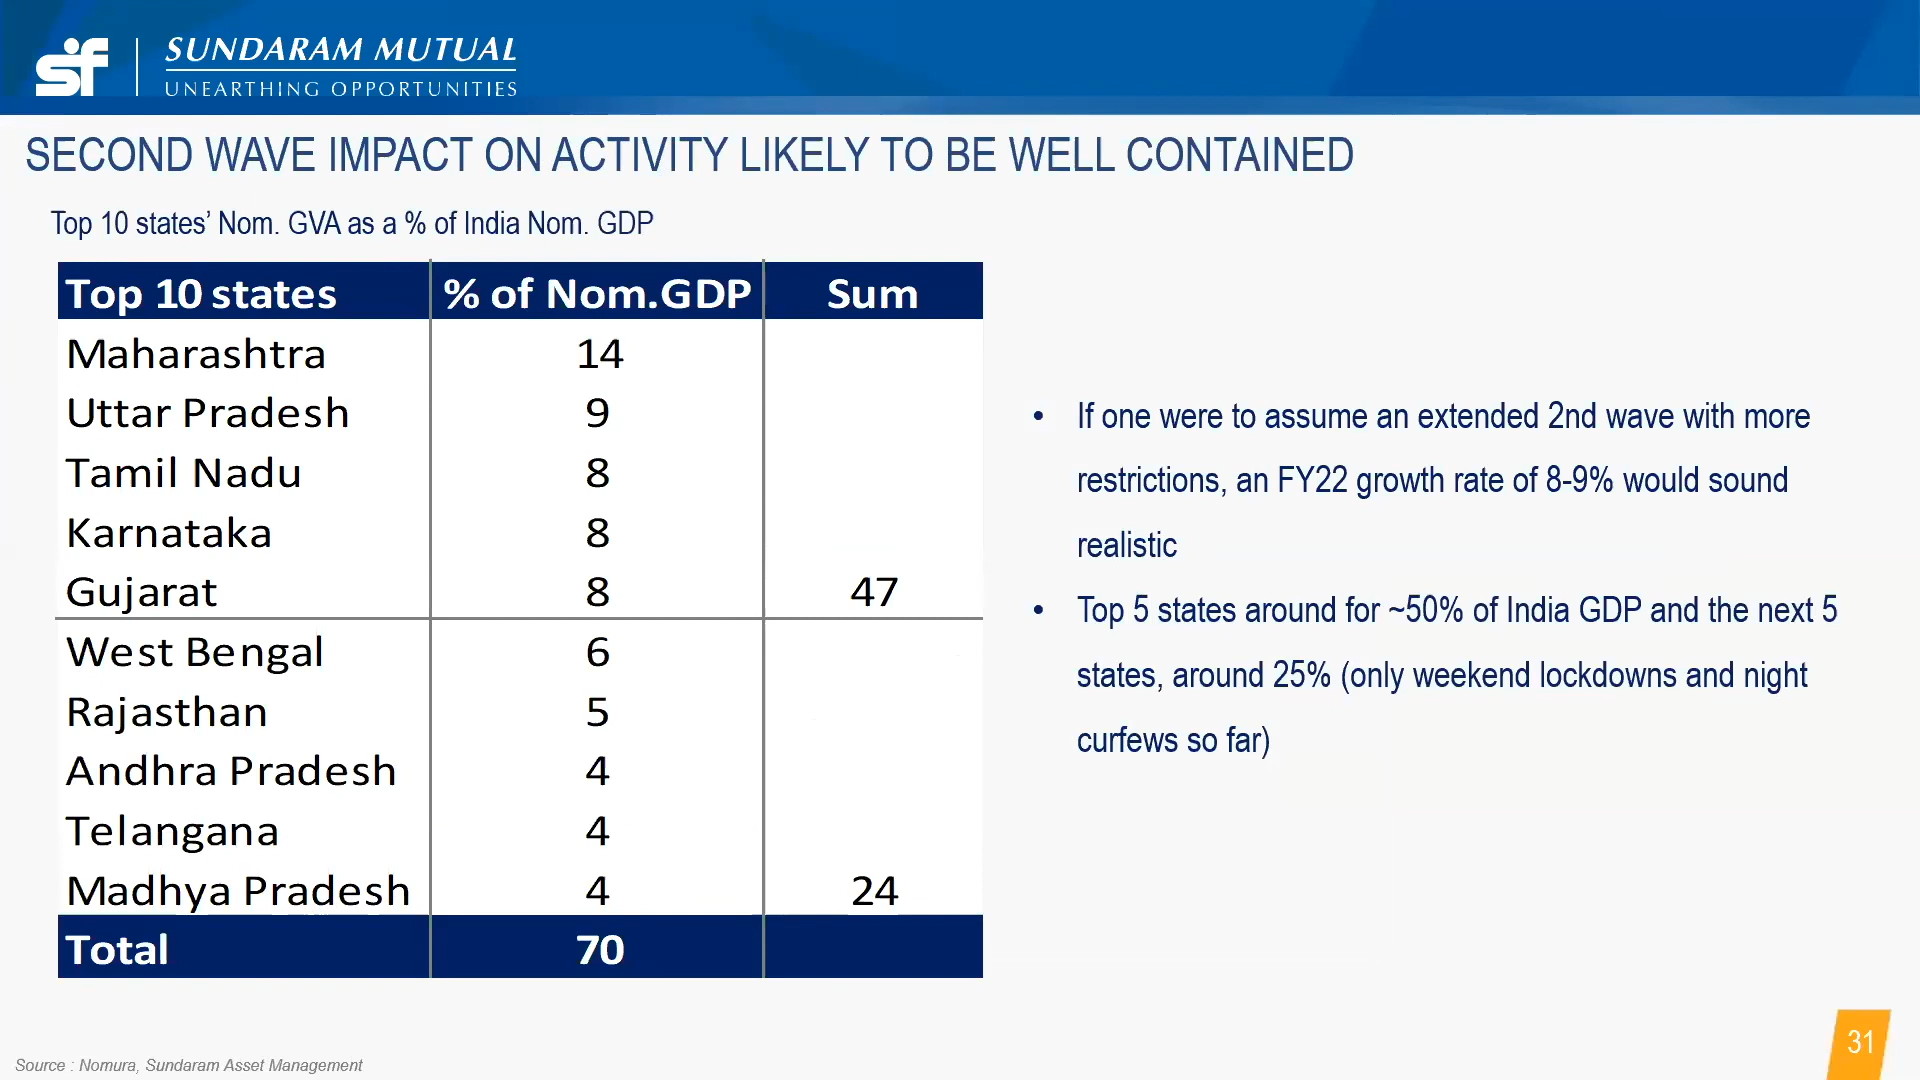 sf
SUNDARAM MUTUAL
UNEARTHING OPPORTUNITIES
SECOND WAVE IMPACT ON ACTIVITY LIKELY TO BE WELL CONTAINED
Top 10 states’ Nom. GVA as a % of India Nom. GDP
Top 10 states % of Nom.GDP Sum
Maharashtra 14
Uttar Pradesh 9
Tamil Nadu 8
Karnataka 8
Gujarat 8 47
West Bengal 6
Rajasthan 5
Andhra Pradesh 4
Telangana 4
Madhya Pradesh 4 24
Total 70
• If one were to assume an extended 2nd wave with more
restrictions, an FY22 growth rate of 8-9% would sound
realistic
• Top 5 states around for ~50% of India GDP and the next 5
states, around 25% (only weekend lockdowns and night
curfews so far)
Source : Nomura, Sundaram Asset Management
31